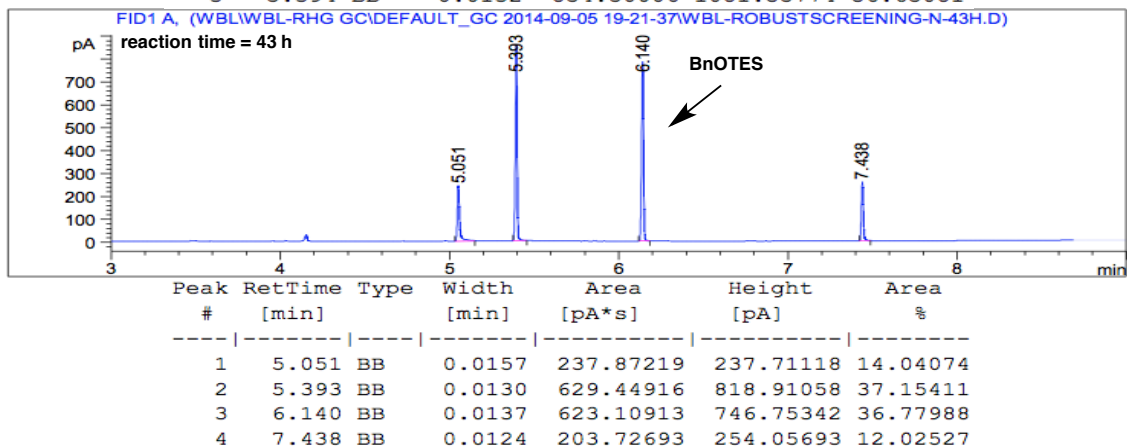 FID1 A, (WBL\WBL-RHG GC\DEFAULT_GC 2014-09-05 19-21-37\WBL-ROBUSTSCREENING-N-43H.D)
pA reaction time = 43 h
5.393
6.140
BnOTES
700
600
500
400
300
200
100
0
5.051
7.438
3 4 5 6 7 8 min
Peak RetTime Type Width Area Height Area
# [min] [min] [pA*s] [pA] %
----|-------|----|-------|----------|----------|--------
1 5.051 BB 0.0157 237.87219 237.71118 14.04074
2 5.393 BB 0.0130 629.44916 818.91058 37.15411
3 6.140 BB 0.0137 623.10913 746.75342 36.77988
4 7.438 BB 0.0124 203.72693 254.05693 12.02527